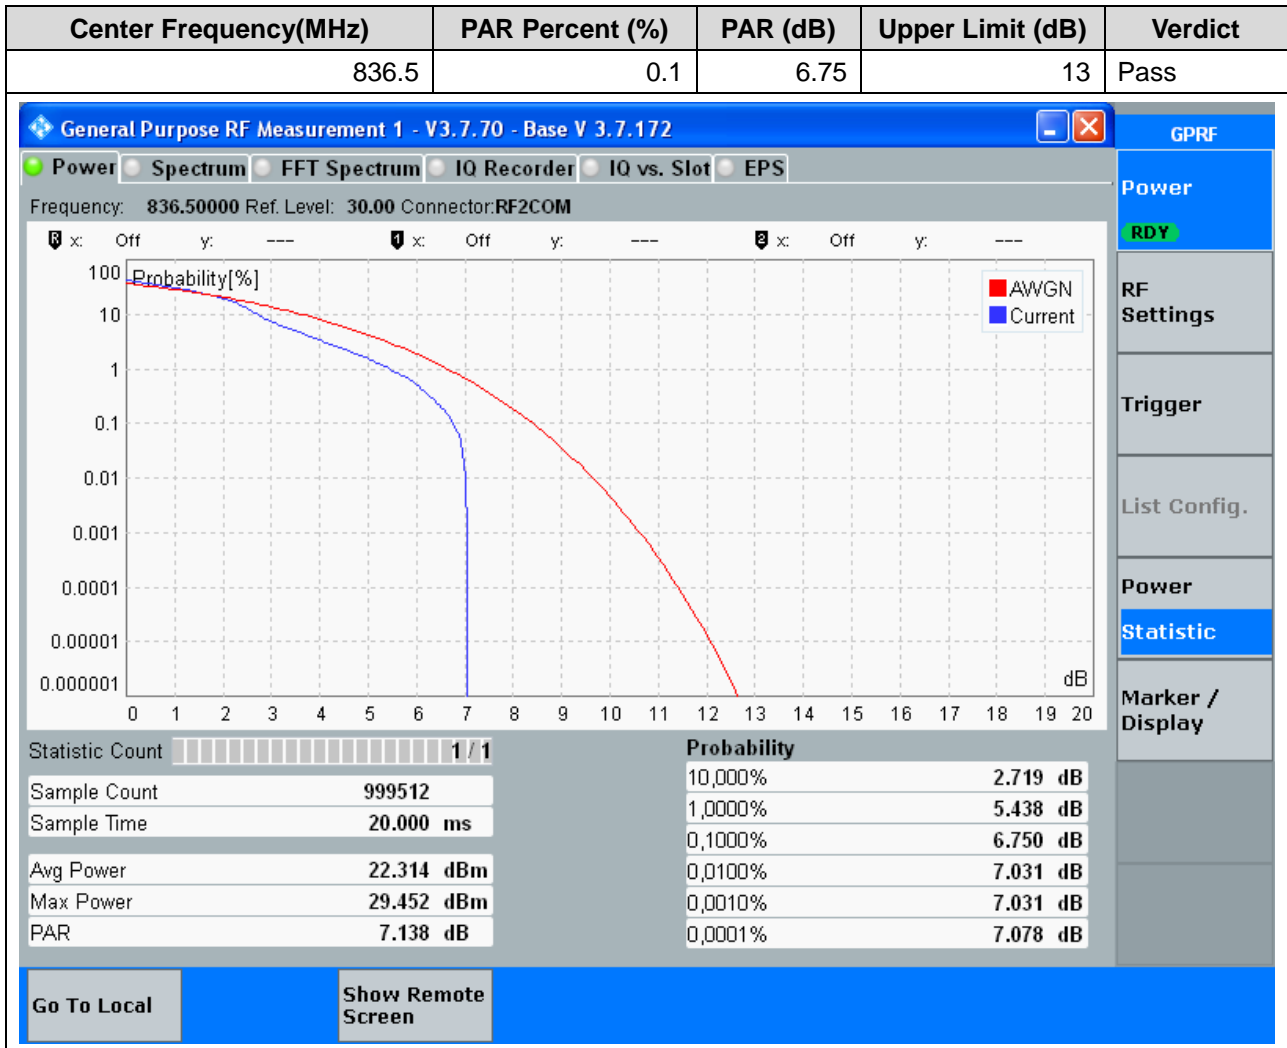 Center Frequency(MHz) PAR Percent (%) PAR (dB) Upper Limit (dB) Verdict
836.5 0.1 6.75 13 Pass
General Purpose RF Measurement 1 - V3.7.70 - Base V 3.7.172
GPRF
Power Spectrum FFT Spectrum IQ Recorder IQ vs. Slot EPS
Frequency: 836.50000 Ref. Level: 30.00 Connector:RF2COM
R x: Off y: --- 1 x: Off y: --- 2 x: Off y: ---
Probability[%]
AWGN
Current
100
10
1
0.1
0.01
0.001
0.0001
0.00001
0.000001
dB
0 1 2 3 4 5 6 7 8 9 10 11 12 13 14 15 16 17 18 19 20
Statistic Count 1 / 1
Sample Count 999512
Sample Time 20.000 ms
Avg Power 22.314 dBm
Max Power 29.452 dBm
PAR 7.138 dB
Probability
10,000% 2.719 dB
1,0000% 5.438 dB
0,1000% 6.750 dB
0,0100% 7.031 dB
0,0010% 7.031 dB
0,0001% 7.078 dB
Power
RDY
RF
Settings
Trigger
List Config.
Power
Statistic
Marker /
Display
Go To Local
Show Remote
Screen